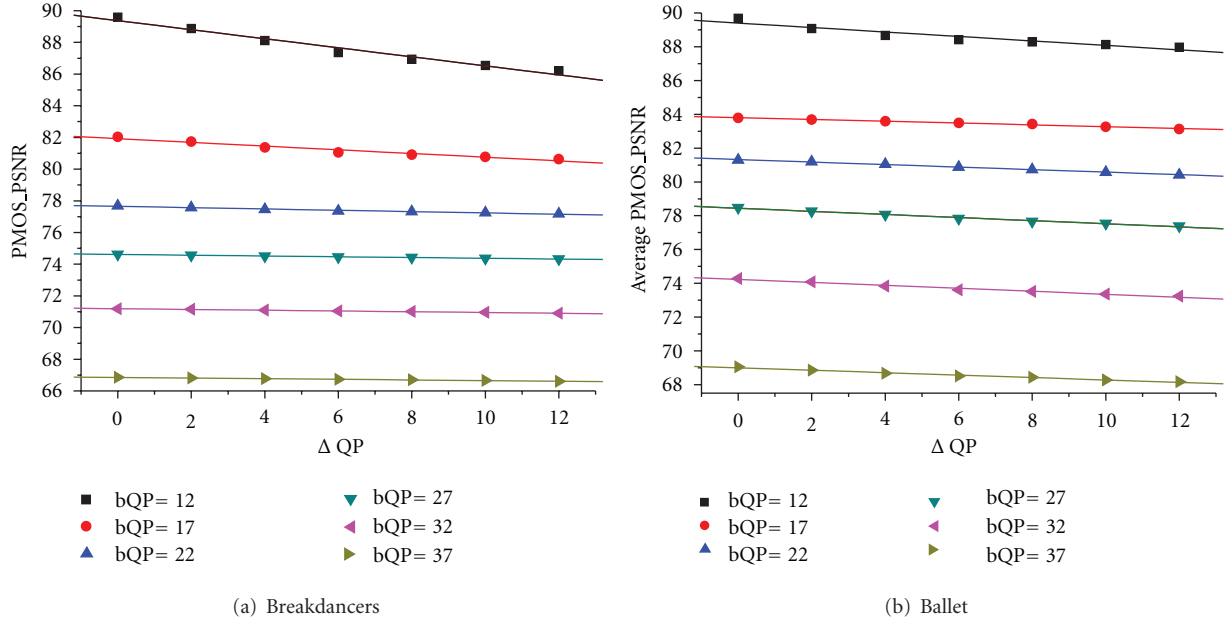 90
88
86
84
82
80
78
76
74
72
70
68
66
PMOS_PSNR
0 2 4 6 8 10 12
Δ QP
bQP= 12
bQP= 17
bQP= 22
bQP= 27
bQP= 32
bQP= 37
(a) Breakdancers
90
88
86
84
82
80
78
76
74
72
70
68
Average PMOS_PSNR
0 2 4 6 8 10 12
Δ QP
bQP= 12
bQP= 17
bQP= 22
bQP= 27
bQP= 32
bQP= 37
(b) Ballet